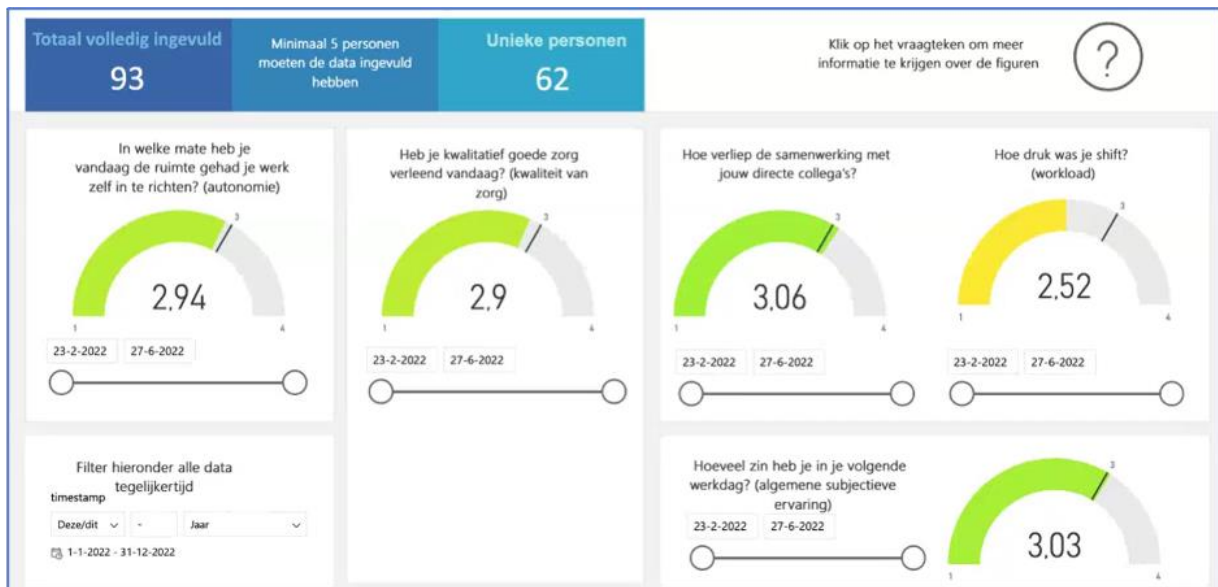 Totaal volledig ingevuld
93
Minimaal 5 personen
moeten de data ingevuld
hebben
Unieke personen
62
Klik op het vraagteken om meer
informatie te krijgen over de figuren
?
In welke mate heb je
vandaag de ruimte gehad je werk
zelf in te richten? (autonomie)
3
2,94
1
4
23-2-2022 27-6-2022
Heb je kwalitatief goede zorg
verleend vandaag? (kwaliteit van
zorg)
3
2,9
1
4
23-2-2022 27-6-2022
Hoe verliep de samenwerking met
jouw directe collega's?
3
3,06
1
4
23-2-2022 27-6-2022
Hoe druk was je shift?
(workload)
3
2,52
1
4
23-2-2022 27-6-2022
Filter hieronder alle data
tegelijkertijd
timestamp
Deze/dit - Jaar
1-1-2022 - 31-12-2022
Hoeveel zin heb je in je volgende
werkdag? (algemene subjectieve
ervaring)
23-2-2022 27-6-2022
3
3,03
1
4